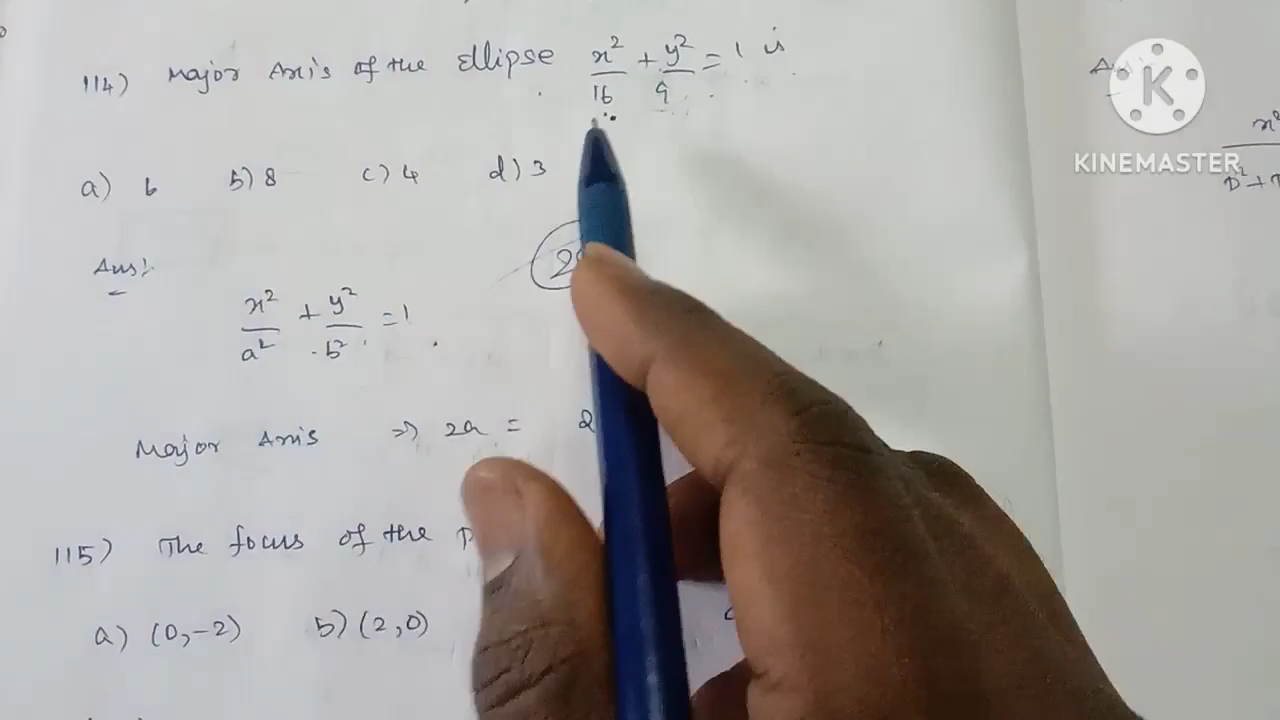 114) Major Axis of the Ellipse x²/16 + y²/9 = 1 is
a) 6 b) 8 c) 4 d) 3
Ans:
x²/a² + y²/b² = 1
Major Axis => 2a = 2
115) The focus of the
a) (0,-2) b) (2,0)
K
KINEMASTER